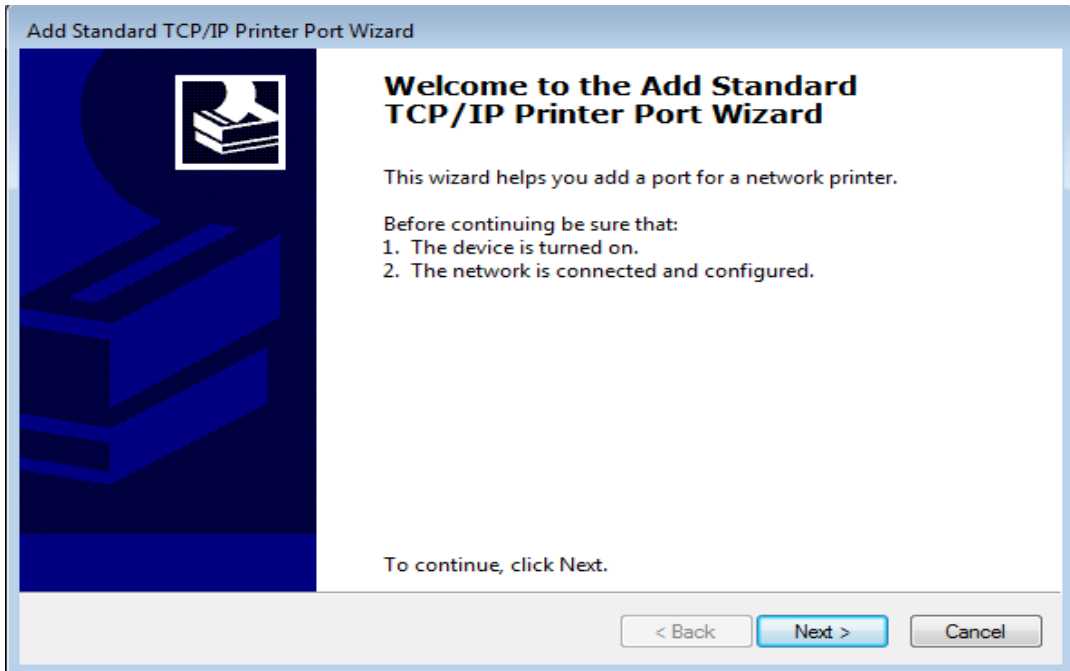 Add Standard TCP/IP Printer Port Wizard
Welcome to the Add Standard
TCP/IP Printer Port Wizard
This wizard helps you add a port for a network printer.
Before continuing be sure that:
1. The device is turned on.
2. The network is connected and configured.
To continue, click Next.
< Back
Next >
Cancel